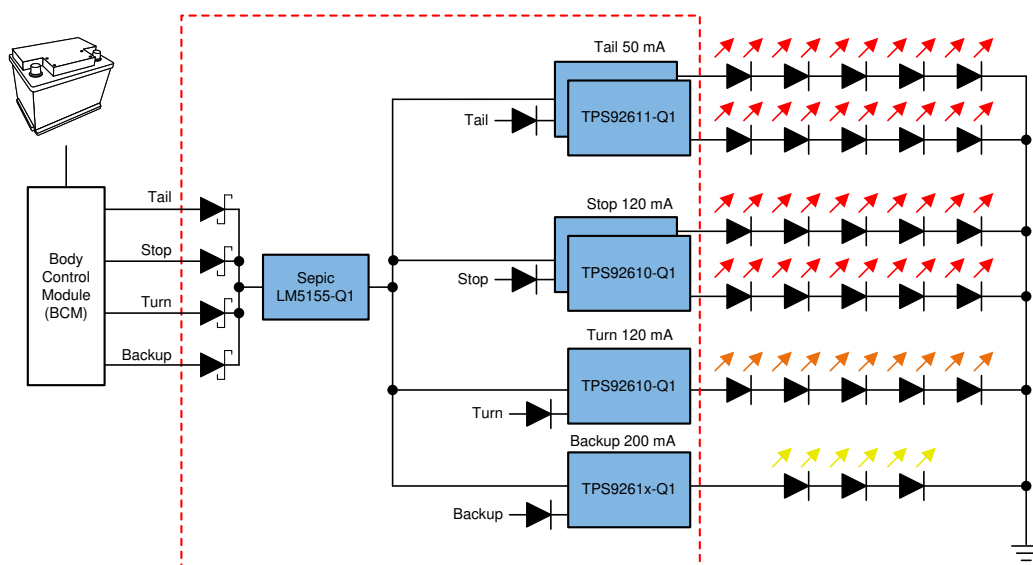 Tail 50 mA
TPS92611-Q1
Tail
Tail
Stop
Turn
Backup
Body
Control
Module
(BCM)
Sepic
LM5155-Q1
Stop 120 mA
TPS92610-Q1
Stop
Turn 120 mA
TPS92610-Q1
Turn
Backup 200 mA
TPS9261x-Q1
Backup